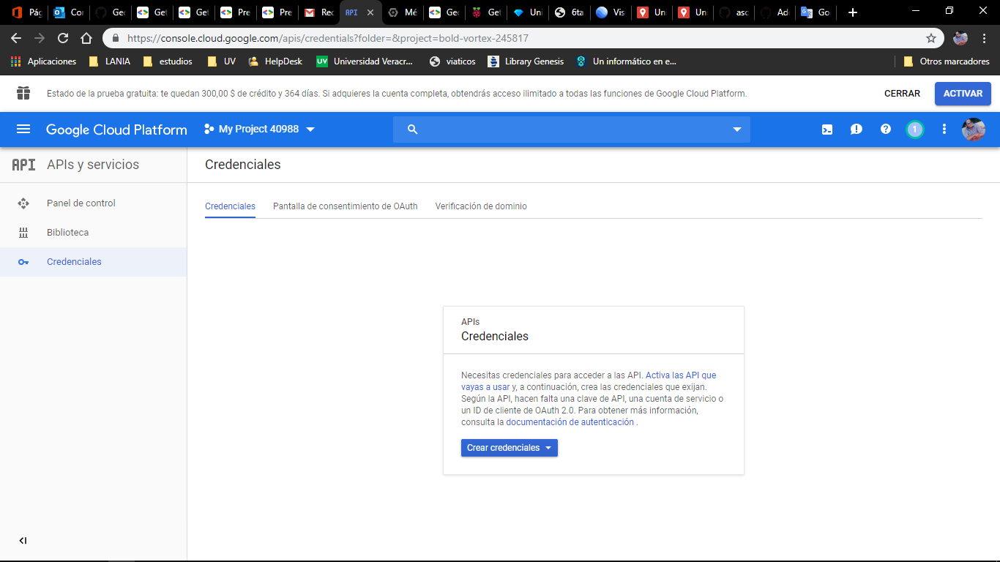 Pág
Cor
Gec
Get
Get
Pre
Pre
Rec
API
Mé
Gec
Get
Uni
6ta
Vis
Un
Un
asc
Ad
Go
https://console.cloud.google.com/apis/credentials?folder=&project=bold-vortex-245817
Aplicaciones
LANIA
estudios
UV
HelpDesk
UV Universidad Veracr...
viaticos
Library Genesis
Un informático en e...
Otros marcadores
Estado de la prueba gratuita: te quedan 300,00 $ de crédito y 364 días. Si adquieres la cuenta completa, obtendrás acceso ilimitado a todas las funciones de Google Cloud Platform.
CERRAR
ACTIVAR
Google Cloud Platform
My Project 40988
1
API APIs y servicios
Credenciales
Panel de control
Biblioteca
Credenciales
Credenciales
Pantalla de consentimiento de OAuth
Verificación de dominio
APIs
Credenciales
Necesitas credenciales para acceder a las API. Activa las API que
vayas a usar y, a continuación, crea las credenciales que exijan.
Según la API, hacen falta una clave de API, una cuenta de servicio o
un ID de cliente de OAuth 2.0. Para obtener más información,
consulta la documentación de autenticación .
Crear credenciales